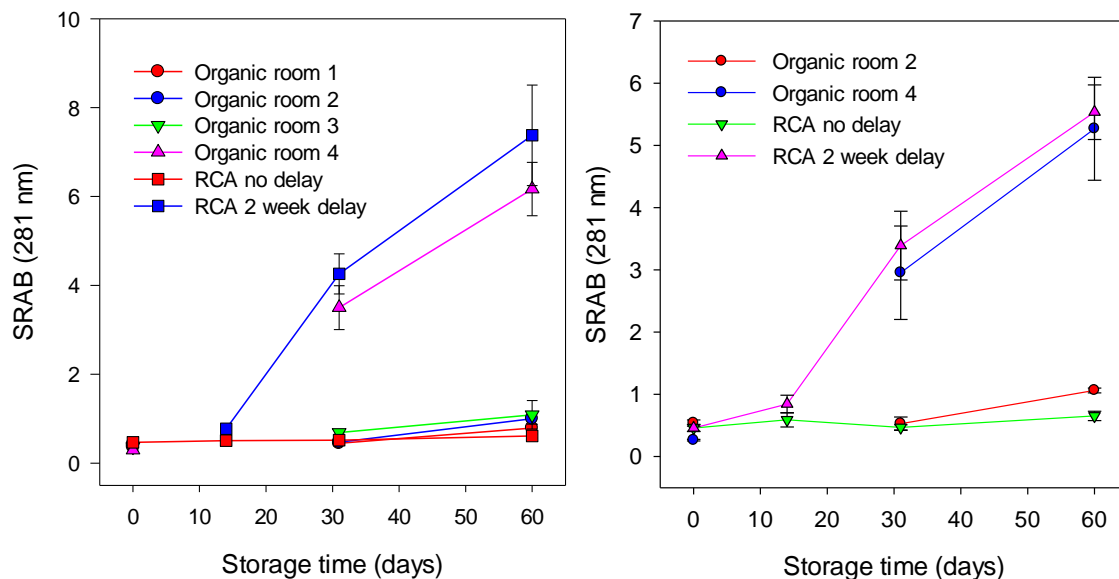 10
8
6
4
2
0
SRAB (281 nm)
Organic room 1
Organic room 2
Organic room 3
Organic room 4
RCA no delay
RCA 2 week delay
0 10 20 30 40 50 60
Storage time (days)
7
6
5
4
3
2
1
0
SRAB (281 nm)
Organic room 2
Organic room 4
RCA no delay
RCA 2 week delay
0 10 20 30 40 50 60
Storage time (days)